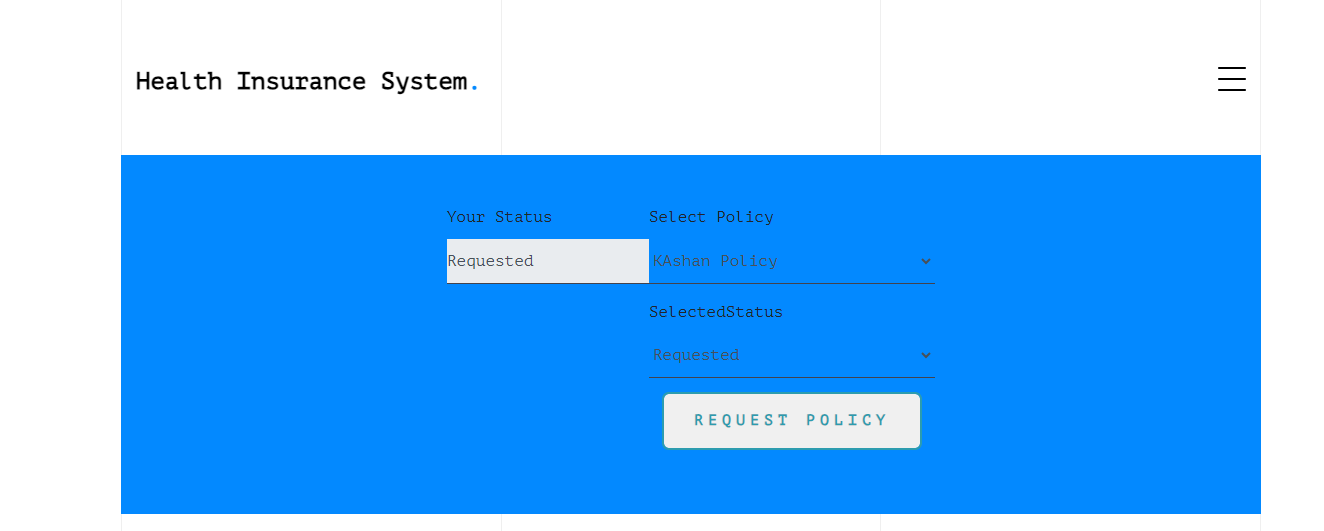 Health Insurance System.
Your Status
Select Policy
Requested
KAshan Policy
SelectedStatus
Requested
REQUEST POLICY